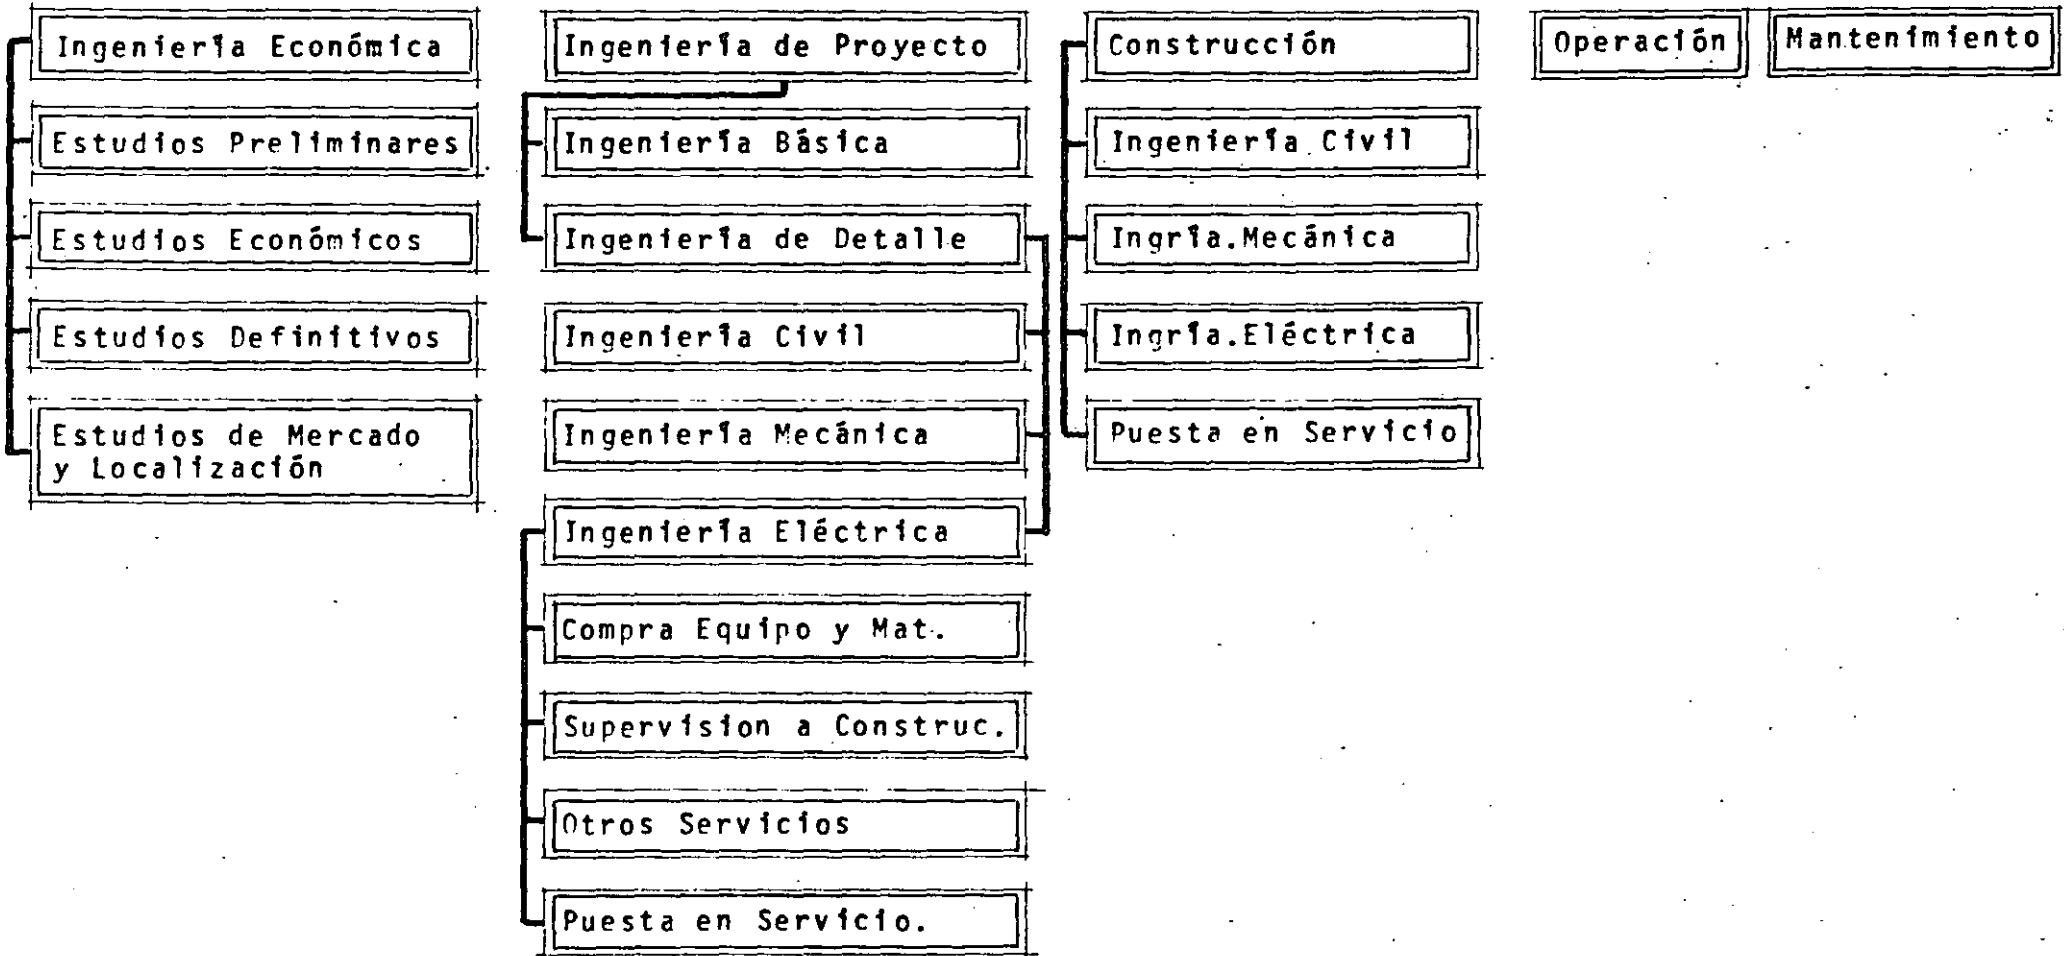 Ingeniería Económica
Estudios Preliminares
Estudios Económicos
Estudios Definitivos
Estudios de Mercado
y Localización
Ingeniería de Proyecto
Ingeniería Básica
Ingeniería de Detalle
Ingeniería Civil
Ingeniería Mecánica
Ingeniería Eléctrica
Compra Equipo y Mat.
Supervision a Construc.
Otros Servicios
Puesta en Servicio.
Construcción
Ingeniería Civil
Ingría.Mecánica
Ingría.Eléctrica
Puesta en Servicio
Operación
Mantenimiento